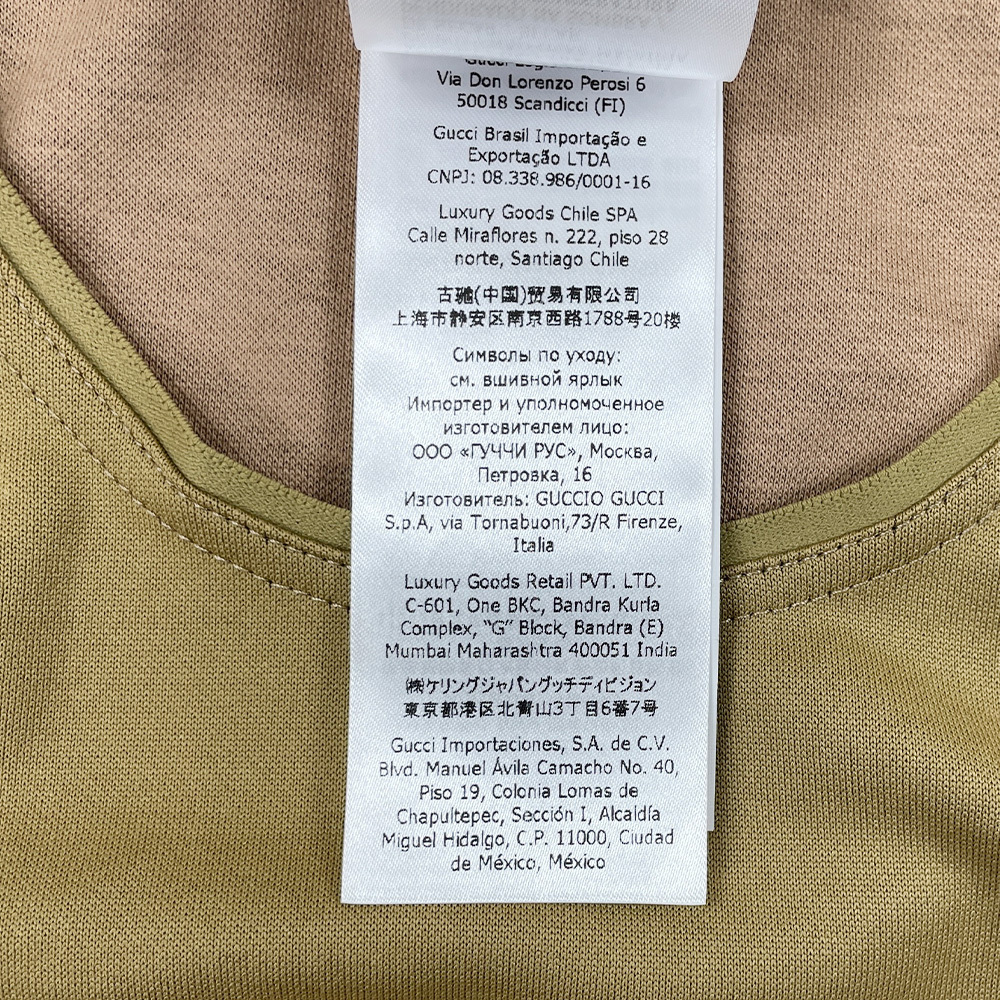 Via Don Lorenzo Perosi 6
50018 Scandicci (FI)
Gucci Brasil Importação e
Exportação LTDA
CNPJ: 08.338.986/0001-16
Luxury Goods Chile SPA
Calle Miraflores n. 222, piso 28
norte, Santiago Chile
古驰(中国)贸易有限公司
上海市静安区南京西路1788号20楼
Символы по уходу:
см. вшивной ярлык
Импортер и уполномоченное
изготовителем лицо:
ООО «ГУЧЧИ РУС», Москва,
Петровка, 16
Изготовитель: GUCCIO GUCCI
S.p.A, via Tornabuoni,73/R Firenze,
Italia
Luxury Goods Retail PVT. LTD.
C-601, One BKC, Bandra Kurla
Complex, "G" Block, Bandra (E)
Mumbai Maharashtra 400051 India
㈱ケリングジャパングッチディビジョン
東京都港区北青山3丁目6番7号
Gucci Importaciones, S.A. de C.V.
Blvd. Manuel Ávila Camacho No. 40,
Piso 19, Colonia Lomas de
Chapultepec, Sección I, Alcaldía
Miguel Hidalgo, C.P. 11000, Ciudad
de México, México